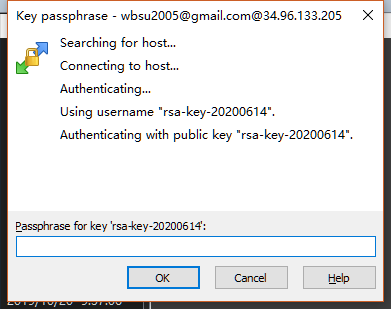 Key passphrase - wbsu2005@gmail.com@34.96.133.205
Searching for host...
Connecting to host...
Authenticating...
Using username "rsa-key-20200614".
Authenticating with public key "rsa-key-20200614".
Passphrase for key 'rsa-key-20200614':
OK Cancel Help